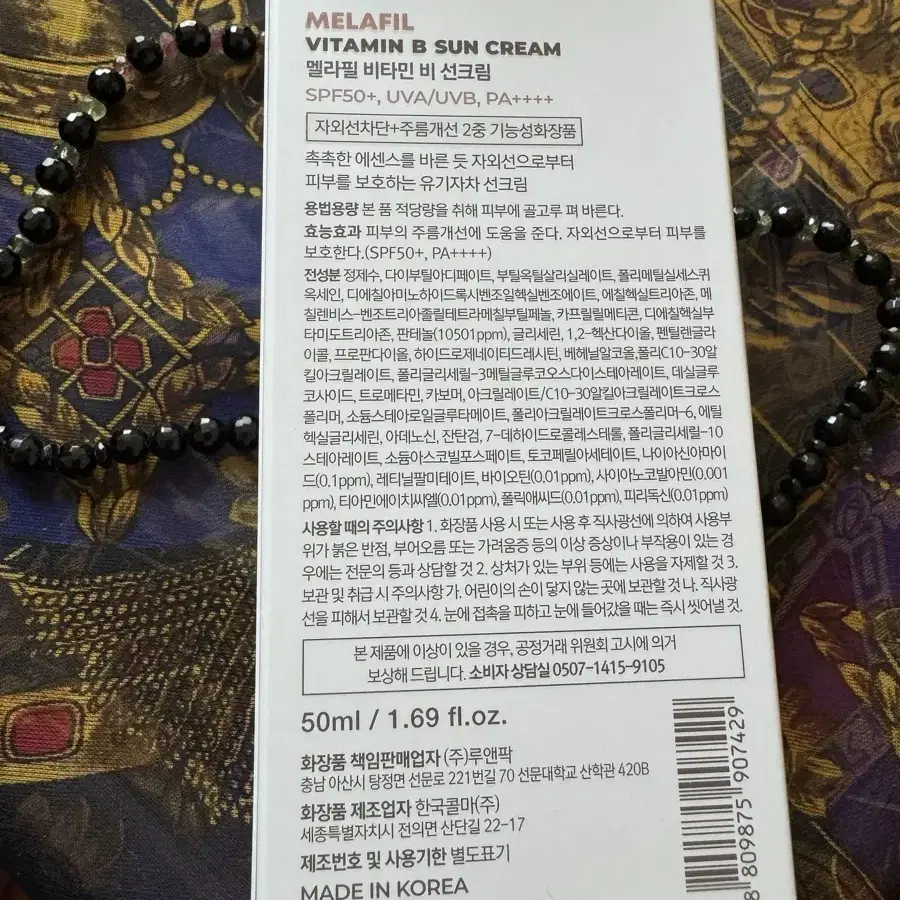 MELAFIL
VITAMIN B SUN CREAM
멜라필 비타민 비 선크림
SPF50+, UVA/UVB, PA++++
자외선차단+주름개선 2중 기능성화장품
촉촉한 에센스를 바른 듯 자외선으로부터
피부를 보호하는 유기자차 선크림
용법용량 본 품 적당량을 취해 피부에 골고루 펴 바른다.
효능효과 피부의 주름개선에 도움을 준다. 자외선으로부터 피부를
보호한다.(SPF50+, PA++++)
전성분 정제수, 다이부틸아디페이트, 부틸옥틸살리실레이트, 폴리메틸실세스퀴
옥세인, 디에칠아미노하이드록시벤조일헥실벤조에이트, 에칠헥실트리아존, 메
칠렌비스-벤즈트리아졸릴테트라메칠부틸페놀, 카프릴릴메티콘, 디에칠헥실부
타미도트리아존, 판테놀(10501ppm), 글리세린, 1,2-헥산다이올, 펜틸렌글라
이콜, 프로판다이올, 하이드로제네이티드레시틴, 베헤닐알코올,폴리C10-30알
킬아크릴레이트, 폴리글리세릴-3메틸글루코오스다이스테아레이트, 데실글루
코사이드, 트로메타민, 카보머, 아크릴레이트/C10-30알킬아크릴레이트크로스
폴리머, 소듐스테아로일글루타메이트, 폴리아크릴레이트크로스폴리머-6, 에틸
헥실글리세린, 아데노신, 잔탄검, 7-데하이드로콜레스테롤, 폴리글리세릴-10
스테아레이트, 소듐아스코빌포스페이트, 토코페릴아세테이트, 나이아신아마이
드(0.1ppm), 레티닐팔미테이트, 바이오틴(0.01ppm), 사이아노코발아민(0.001
ppm), 티아민에이치씨엘(0.01ppm), 폴릭애씨드(0.01ppm), 피리독신(0.01ppm)
사용할 때의 주의사항 1. 화장품 사용 시 또는 사용 후 직사광선에 의하여 사용부
위가 붉은 반점, 부어오름 또는 가려움증 등의 이상 증상이나 부작용이 있는 경
우에는 전문의 등과 상담할 것 2. 상처가 있는 부위 등에는 사용을 자제할 것 3.
보관 및 취급 시 주의사항 가. 어린이의 손이 닿지 않는 곳에 보관할 것 나. 직사광
선을 피해서 보관할 것 4. 눈에 접촉을 피하고 눈에 들어갔을 때는 즉시 씻어낼 것.
본 제품에 이상이 있을 경우, 공정거래 위원회 고시에 의거
보상해 드립니다. 소비자 상담실 0507-1415-9105
50ml / 1.69 fl.oz.
화장품 책임판매업자 (주)루앤팍
충남 아산시 탕정면 선문로 221번길 70 선문대학교 산학관 420B
화장품 제조업자 한국콜마(주)
세종특별자치시 전의면 산단길 22-17
제조번호 및 사용기한 별도표기
MADE IN KOREA
8 809875 907429